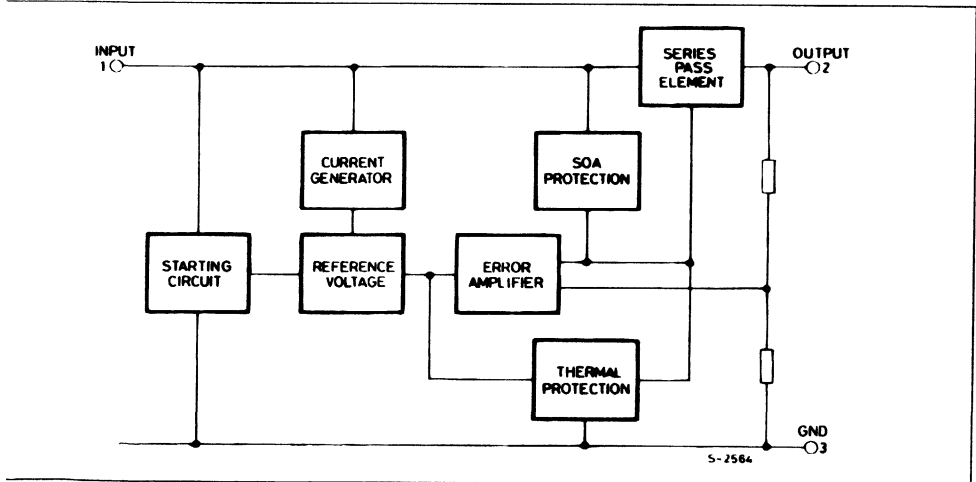 INPUT
1
SERIES
PASS
ELEMENT
OUTPUT
2
CURRENT
GENERATOR
SOA
PROTECTION
STARTING
CIRCUIT
REFERENCE
VOLTAGE
ERROR
AMPLIFIER
THERMAL
PROTECTION
GND
3
S-2564